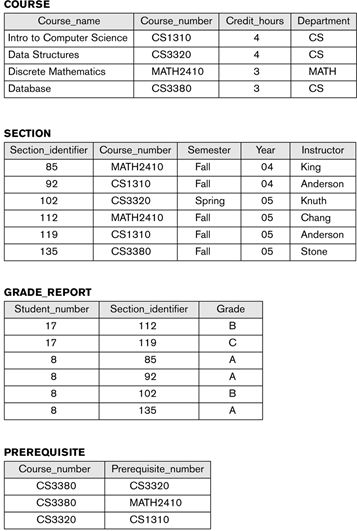 COURSE
Course_name Course_number Credit_hours Department
Intro to Computer Science CS1310 4 CS
Data Structures CS3320 4 CS
Discrete Mathematics MATH2410 3 MATH
Database CS3380 3 CS
SECTION
Section_identifier Course_number Semester Year Instructor
85 MATH2410 Fall 04 King
92 CS1310 Fall 04 Anderson
102 CS3320 Spring 05 Knuth
112 MATH2410 Fall 05 Chang
119 CS1310 Fall 05 Anderson
135 CS3380 Fall 05 Stone
GRADE_REPORT
Student_number Section_identifier Grade
17 112 B
17 119 C
8 85 A
8 92 A
8 102 B
8 135 A
PREREQUISITE
Course_number Prerequisite_number
CS3380 CS3320
CS3380 MATH2410
CS3320 CS1310